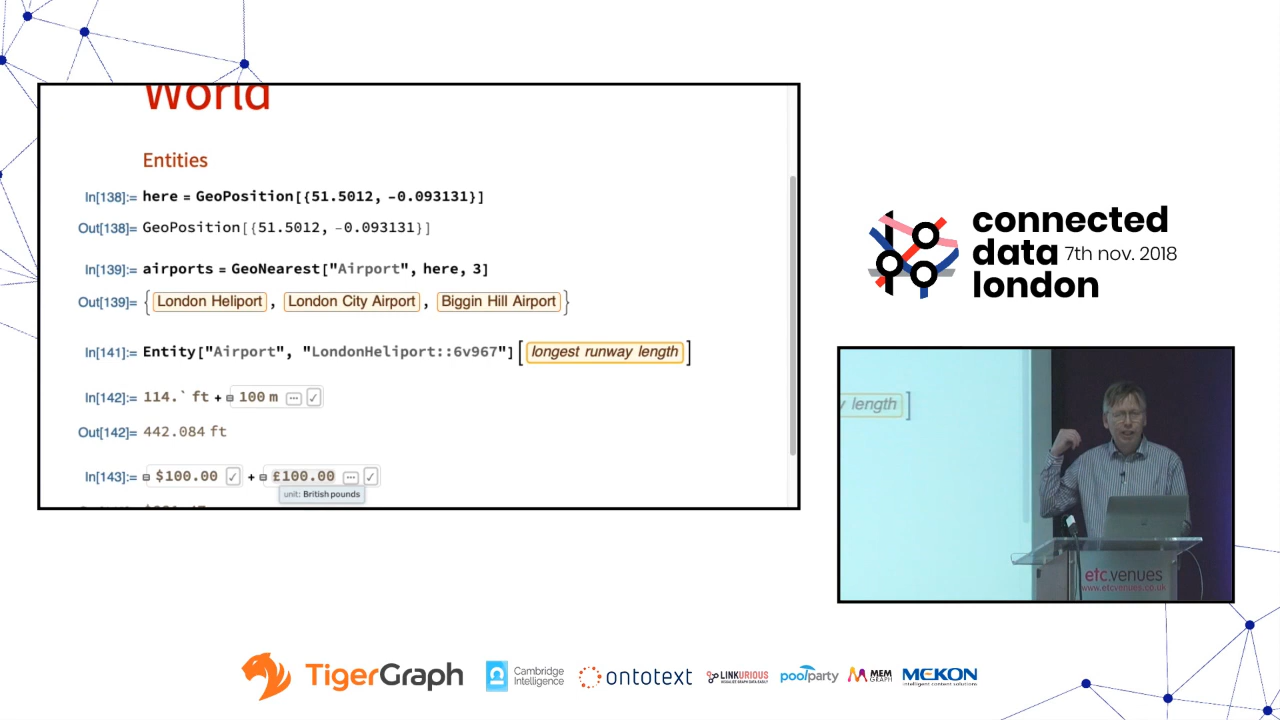 World
Entities
In[138]:= here = GeoPosition[{51.5012, -0.093131}]
Out[138]= GeoPosition[{51.5012, -0.093131}]
In[139]:= airports = GeoNearest["Airport", here, 3]
Out[139]= {London Heliport, London City Airport, Biggin Hill Airport}
In[141]:= Entity["Airport", "LondonHeliport::6v967"][longest runway length]
In[142]:= 114.` ft + 100 m
Out[142]= 442.084 ft
In[143]:= $100.00 + £100.00
unit: British pounds
connected
data 7th nov. 2018
london
length]
etc.venues
www.etcvenues.co.uk
TigerGraph
Cambridge
Intelligence
ontotext
LINKURIOUS
poolparty
MEM
GRAPH
MEKON
intelligent content solutions